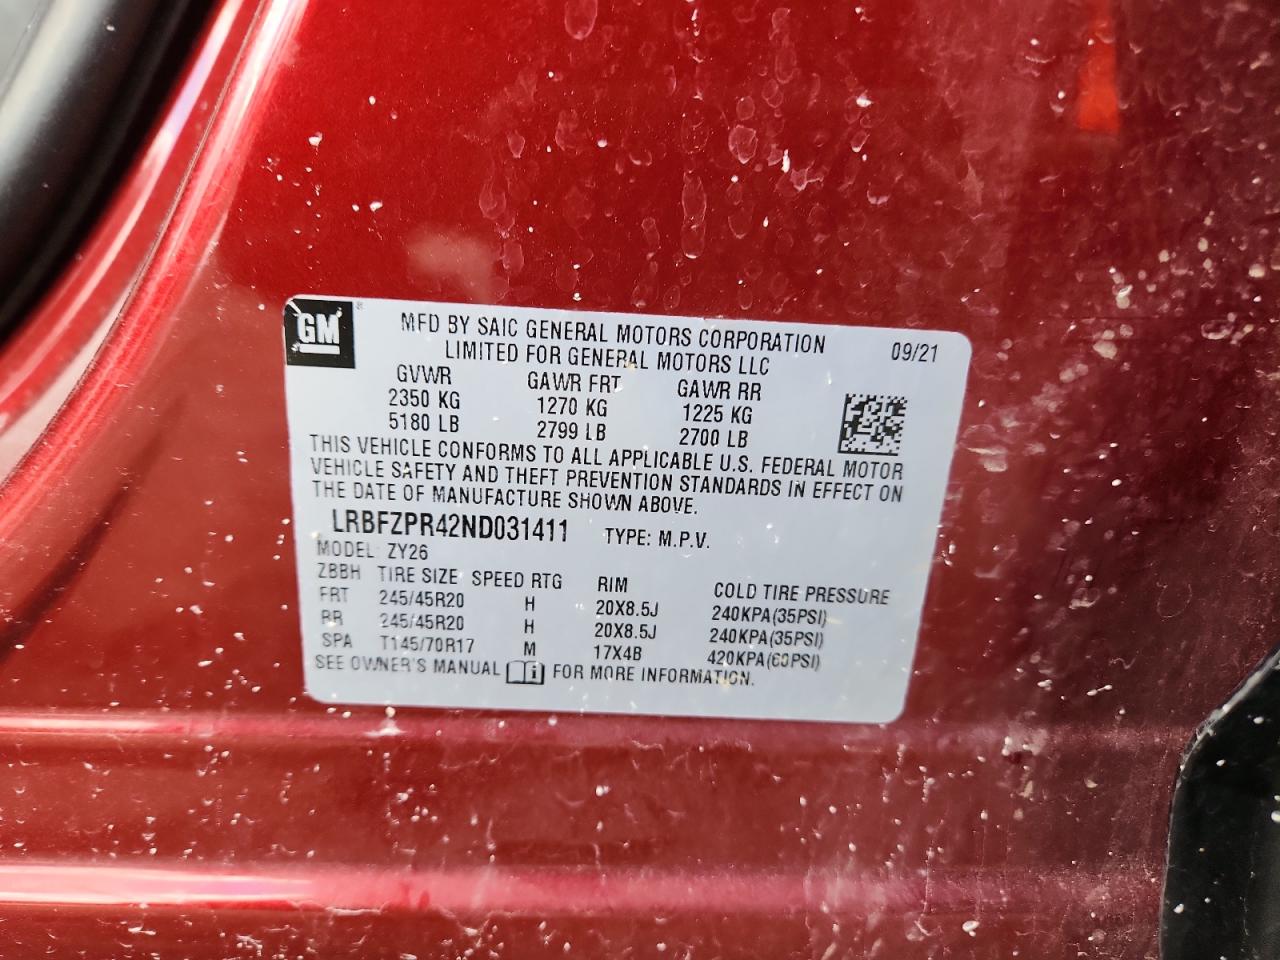 GM
MFD BY SAIC GENERAL MOTORS CORPORATION
LIMITED FOR GENERAL MOTORS LLC
09/21
GVWR GAWR FRT GAWR RR
2350 KG 1270 KG 1225 KG
5180 LB 2799 LB 2700 LB
THIS VEHICLE CONFORMS TO ALL APPLICABLE U.S. FEDERAL MOTOR
VEHICLE SAFETY AND THEFT PREVENTION STANDARDS IN EFFECT ON
THE DATE OF MANUFACTURE SHOWN ABOVE.
LRBFZPR42ND031411 TYPE: M.P.V.
MODEL: ZY26
ZBBH TIRE SIZE SPEED RTG RIM COLD TIRE PRESSURE
FRT 245/45R20 H 20X8.5J 240KPA(35PSI)
RR 245/45R20 H 20X8.5J 240KPA(35PSI)
SPA T145/70R17 M 17X4B 420KPA(60PSI)
SEE OWNER'S MANUAL i FOR MORE INFORMATION.